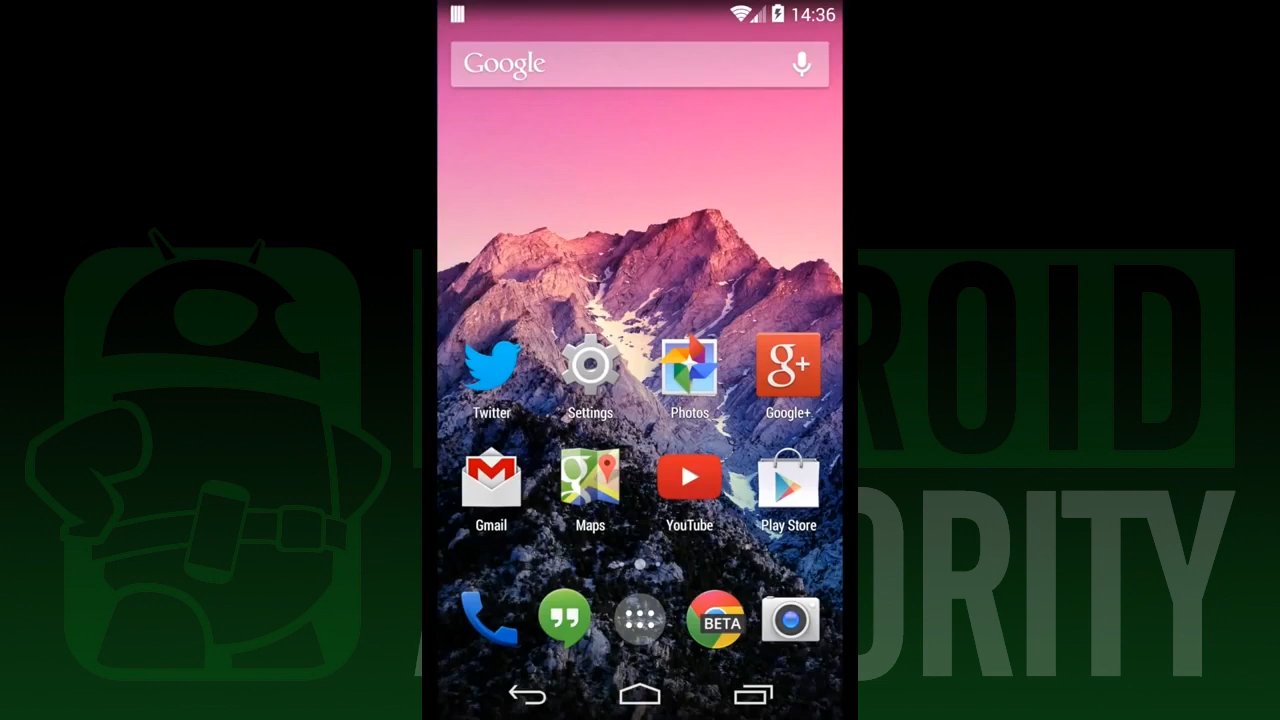 14:36
Google
Twitter
Settings
Photos
g+
Google+
Gmail
Maps
YouTube
Play Store
BETA
ROID
ORITY